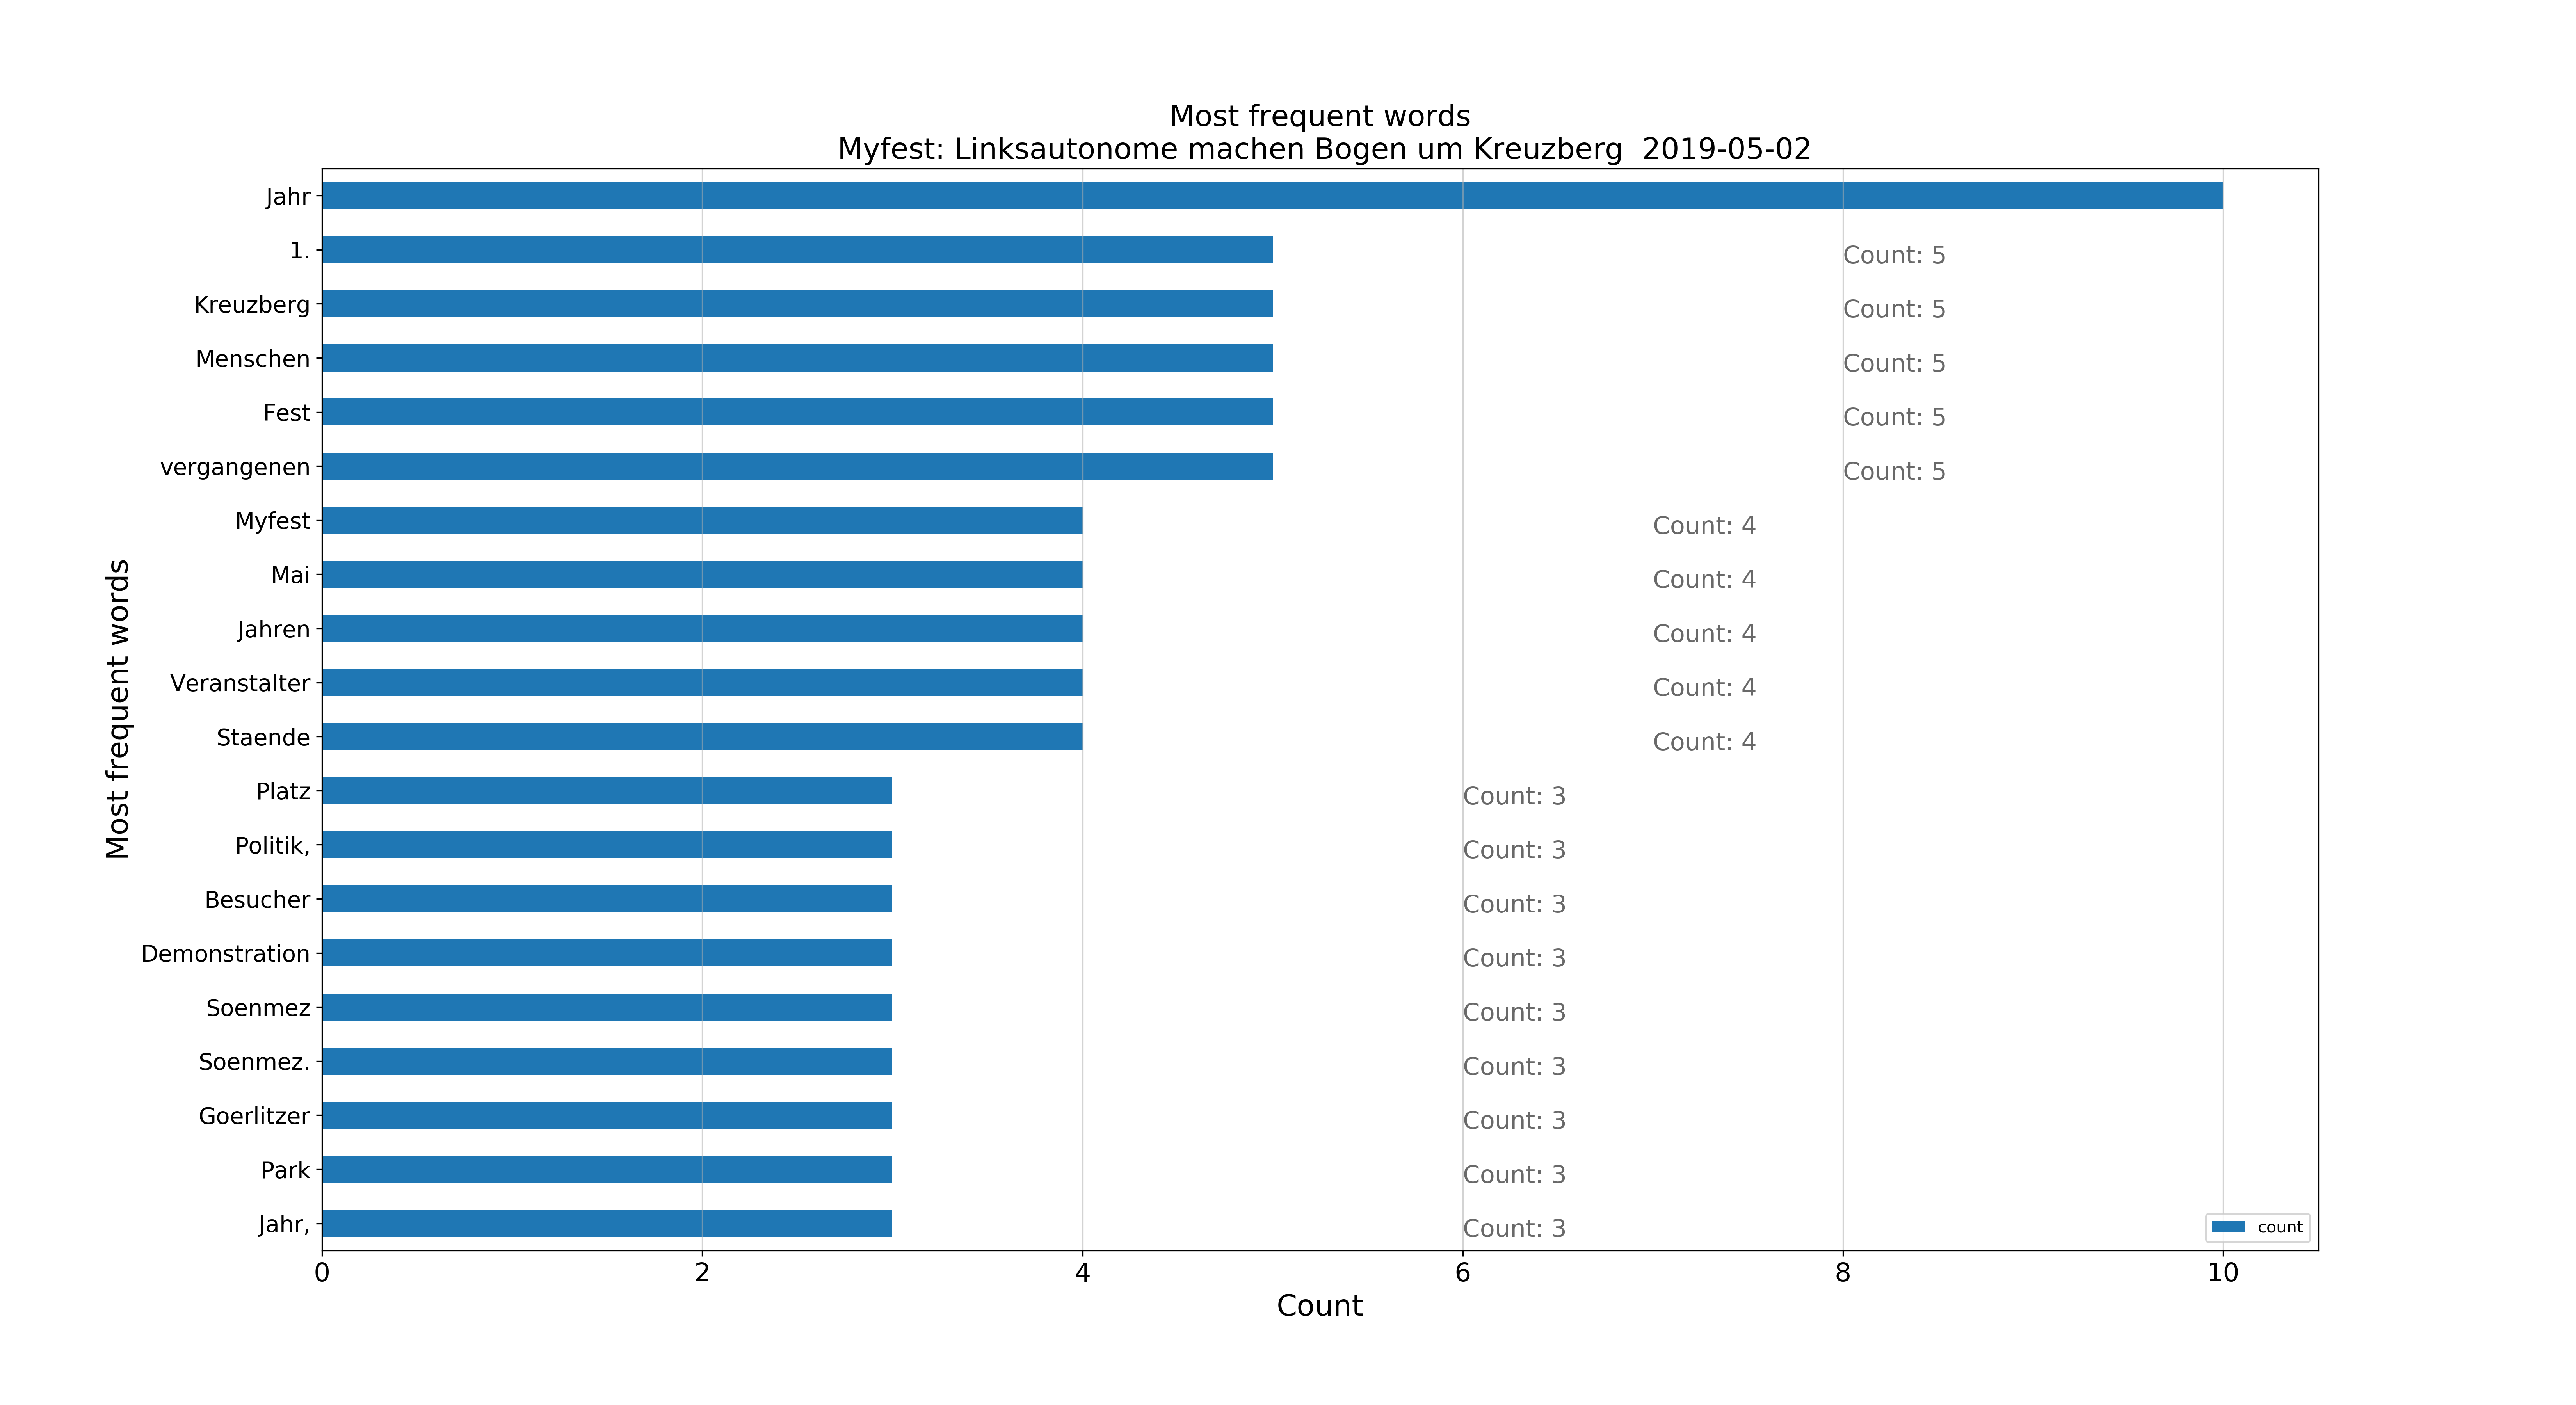 Most frequent words
Myfest: Linksautonome machen Bogen um Kreuzberg  2019-05-02
Most frequent words
Jahr
1. Count: 5
Kreuzberg Count: 5
Menschen Count: 5
Fest Count: 5
vergangenen Count: 5
Myfest Count: 4
Mai Count: 4
Jahren Count: 4
Veranstalter Count: 4
Staende Count: 4
Platz Count: 3
Politik, Count: 3
Besucher Count: 3
Demonstration Count: 3
Soenmez Count: 3
Soenmez. Count: 3
Goerlitzer Count: 3
Park Count: 3
Jahr, Count: 3
count
0 2 4 6 8 10
Count